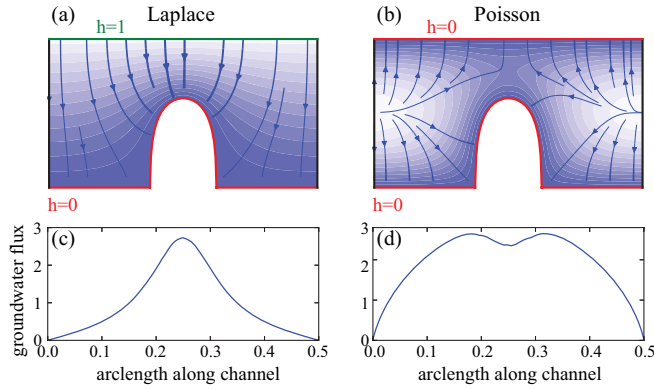 (a) Laplace
h=1
h=0
(b) Poisson
h=0
h=0
(c)
groundwater flux
3
2
1
0
0.0 0.1 0.2 0.3 0.4 0.5
arclength along channel
(d)
3
2
1
0
0.0 0.1 0.2 0.3 0.4 0.5
arclength along channel